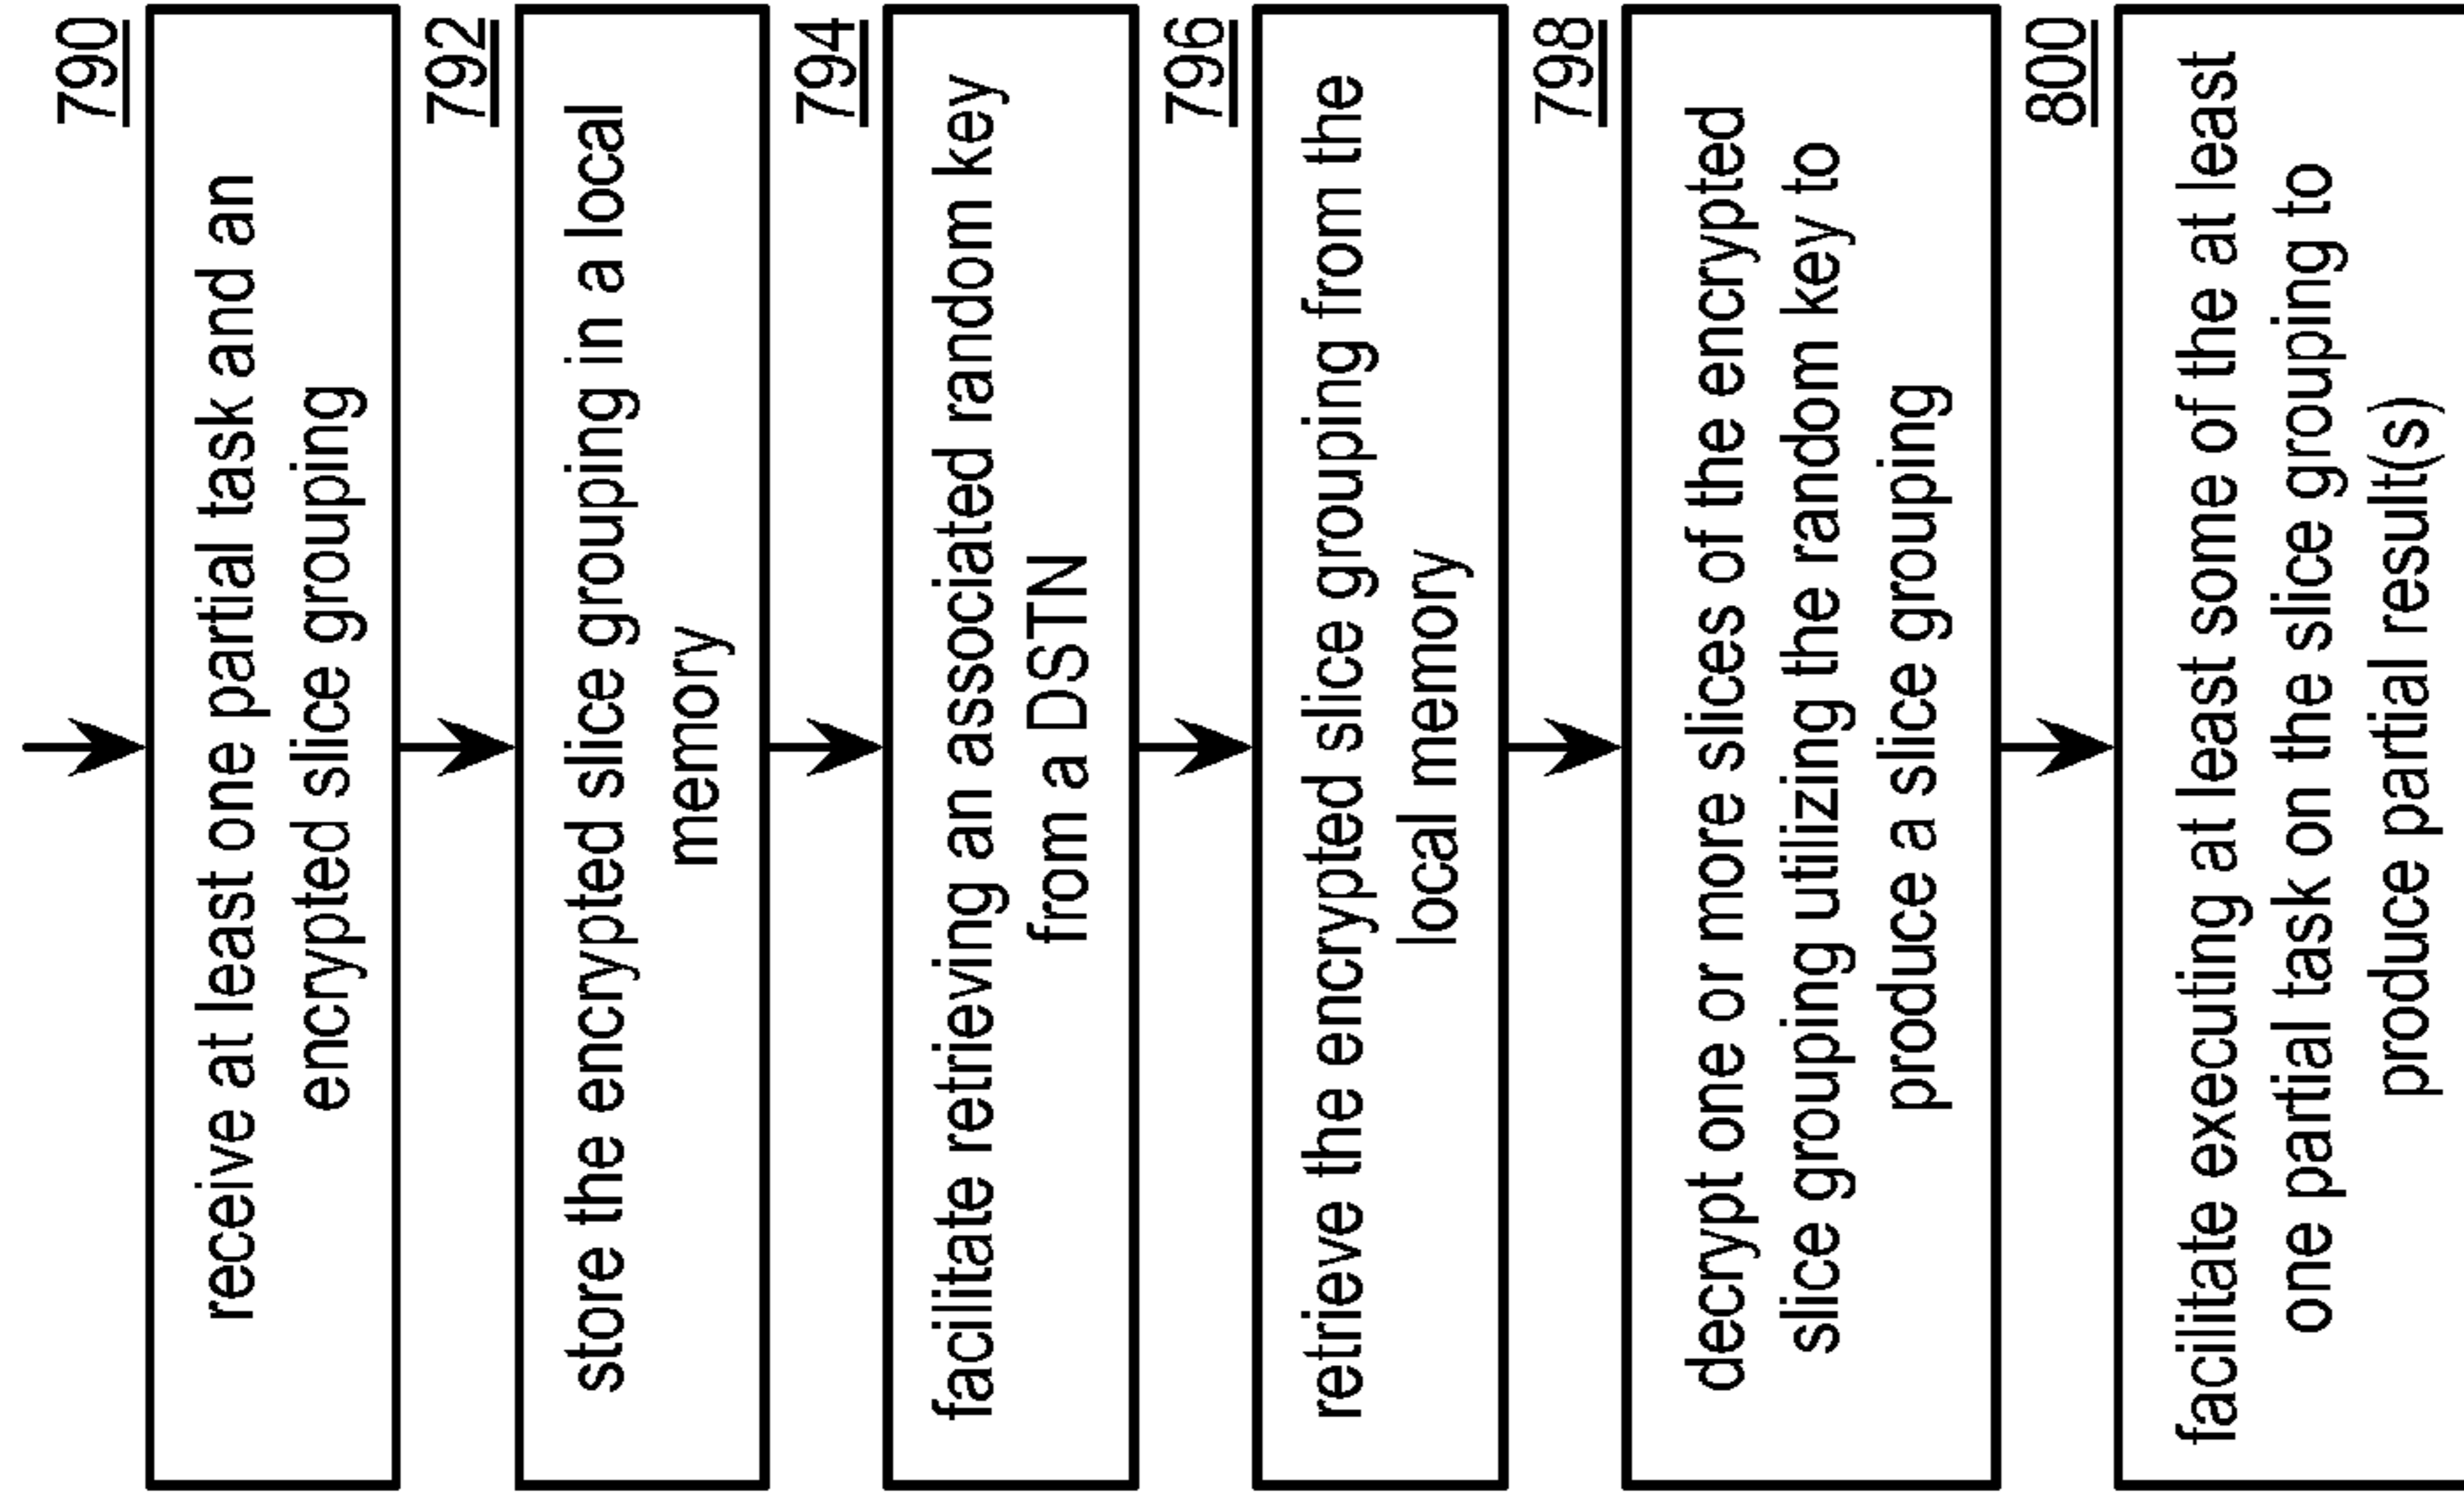 790
receive at least one partial task and an
encrypted slice grouping
792
store the encrypted slice grouping in a local
memory
794
facilitate retrieving an associated random key
from a DSTN
796
retrieve the encrypted slice grouping from the
local memory
798
decrypt one or more slices of the encrypted
slice grouping utilizing the random key to
produce a slice grouping
800
facilitate executing at least some of the at least
one partial task on the slice grouping to
produce partial result(s)